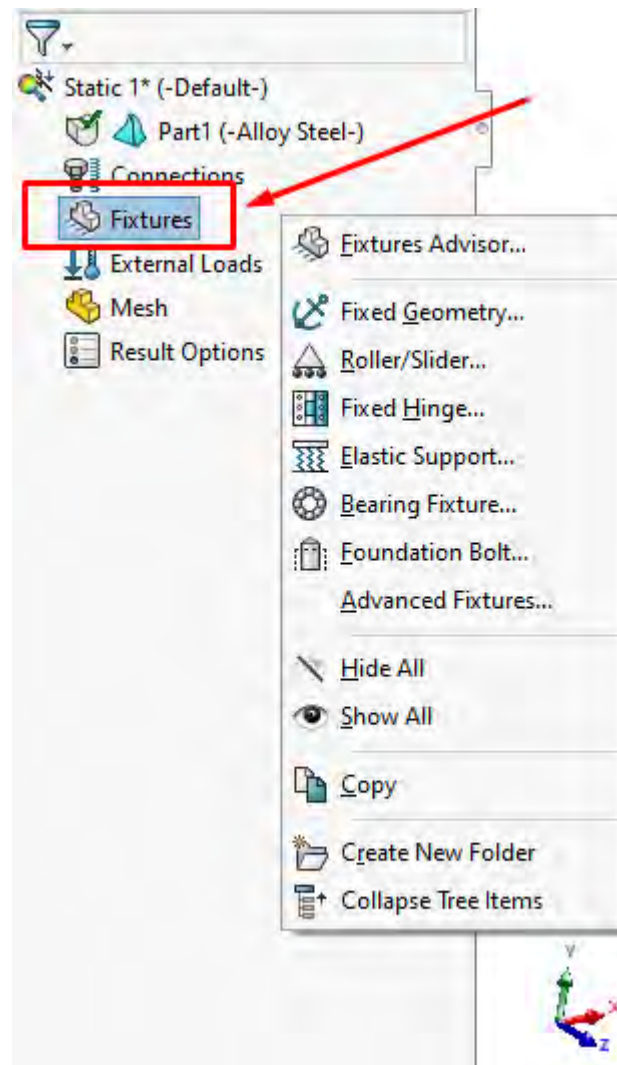 Static 1* (-Default-)
Part1 (-Alloy Steel-)
Connections
Fixtures
External Loads
Mesh
Result Options
Fixtures Advisor...
Fixed Geometry...
Roller/Slider...
Fixed Hinge...
Elastic Support...
Bearing Fixture...
Foundation Bolt...
Advanced Fixtures...
Hide All
Show All
Copy
Create New Folder
Collapse Tree Items
Y
X
Z